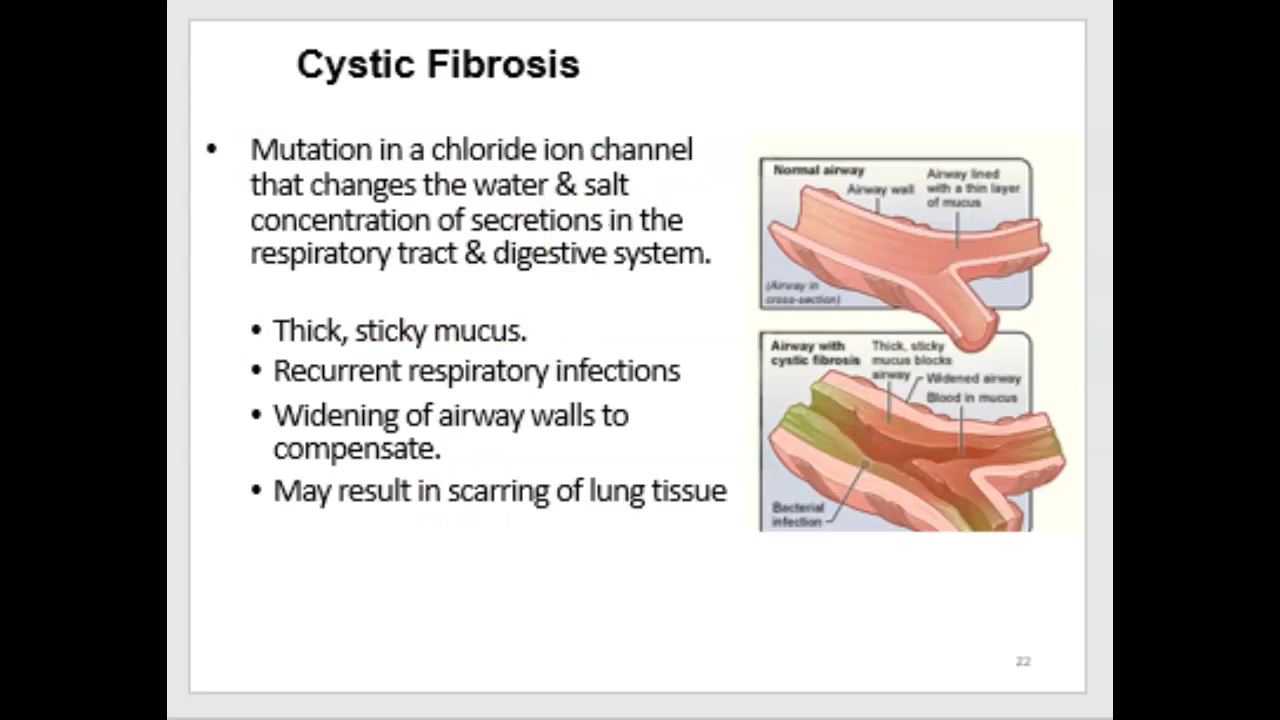 Cystic Fibrosis
• Mutation in a chloride ion channel
that changes the water & salt
concentration of secretions in the
respiratory tract & digestive system.
• Thick, sticky mucus.
• Recurrent respiratory infections
• Widening of airway walls to
compensate.
• May result in scarring of lung tissue
Normal airway
Airway wall
Airway lined
with a thin layer
of mucus
(Airway in
cross-section)
Airway with
cystic fibrosis
Thick, sticky
mucus blocks
airway
Widened airway
Blood in mucus
Bacterial
infection
22